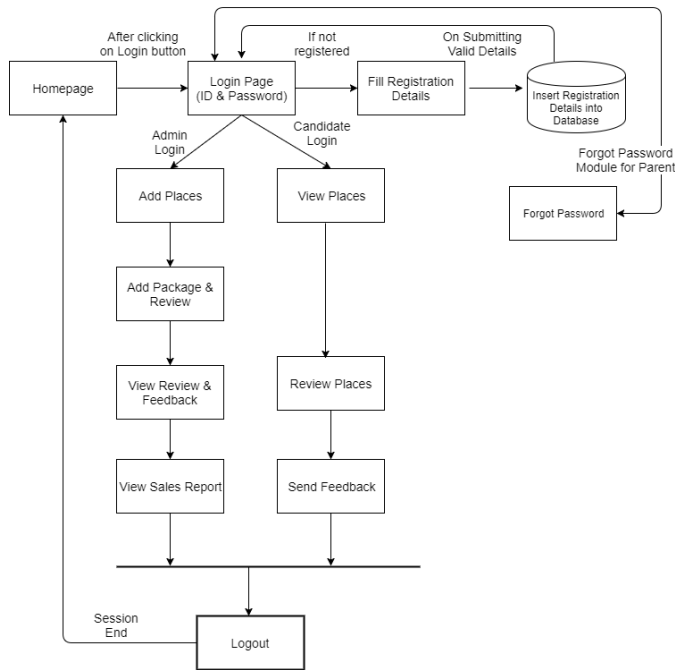 After clicking
on Login button
If not
registered
On Submitting
Valid Details
Homepage
Login Page
(ID & Password)
Fill Registration
Details
Insert Registration
Details into
Database
Admin
Login
Candidate
Login
Forgot Password
Module for Parent
Add Places
View Places
Forgot Password
Add Package &
Review
View Review &
Feedback
Review Places
View Sales Report
Send Feedback
Session
End
Logout